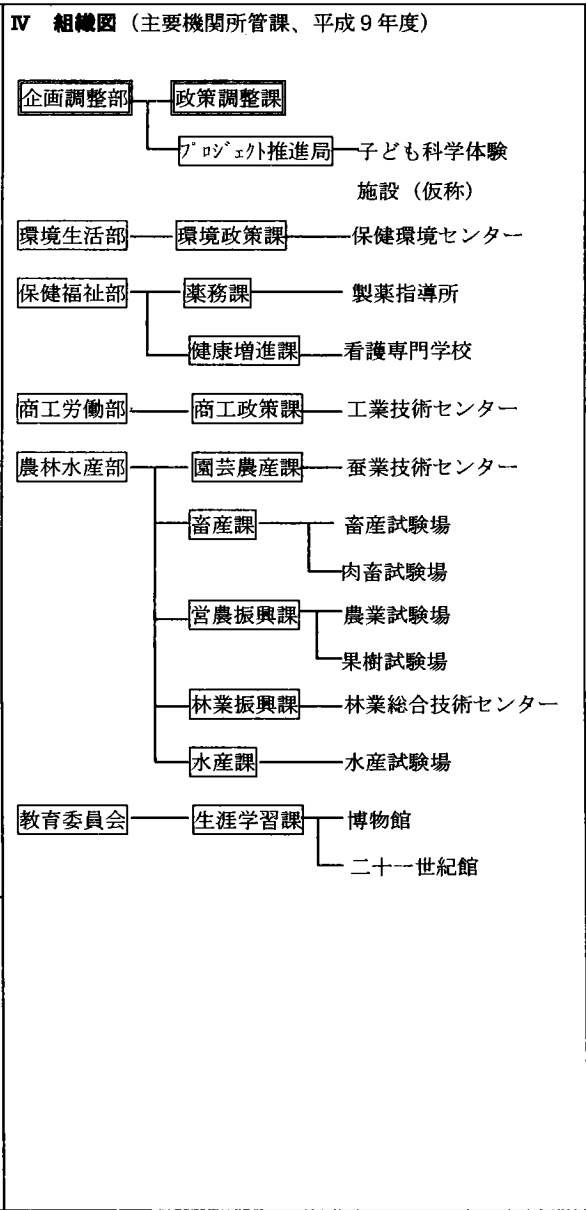 Ⅳ 組織図（主要機関所管課、平成９年度）
企画調整部 政策調整課
ﾌﾟﾛｼﾞｪｸﾄ推進局 子ども科学体験
施設（仮称）
環境生活部 環境政策課 保健環境センター
保健福祉部 薬務課 製薬指導所
健康増進課 看護専門学校
商工労働部 商工政策課 工業技術センター
農林水産部 園芸農産課 蚕業技術センター
畜産課 畜産試験場
肉畜試験場
営農振興課 農業試験場
果樹試験場
林業振興課 林業総合技術センター
水産課 水産試験場
教育委員会 生涯学習課 博物館
二十一世紀館